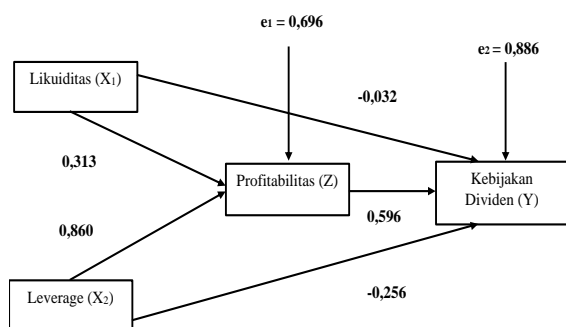 e1 = 0,696
e2 = 0,886
Likuiditas (X1)
-0,032
0,313
Profitabilitas (Z)
Kebijakan
Dividen (Y)
0,596
0,860
-0,256
Leverage (X2)